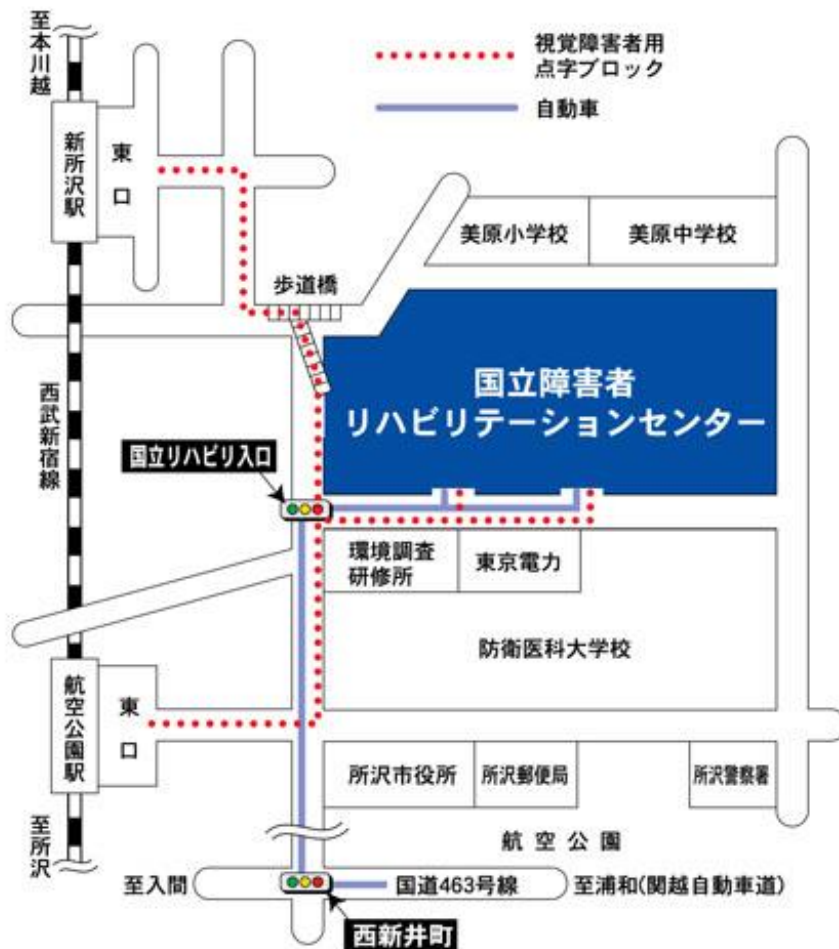 至本川越
新所沢駅
東口
視覚障害者用
点字ブロック
自動車
美原小学校
美原中学校
歩道橋
国立障害者
リハビリテーションセンター
西武新宿線
国立リハビリ入口
環境調査
研修所
東京電力
防衛医科大学校
航空公園駅
東口
所沢市役所
所沢郵便局
所沢警察署
至所沢
航空公園
至入間
国道463号線
至浦和(関越自動車道)
西新井町